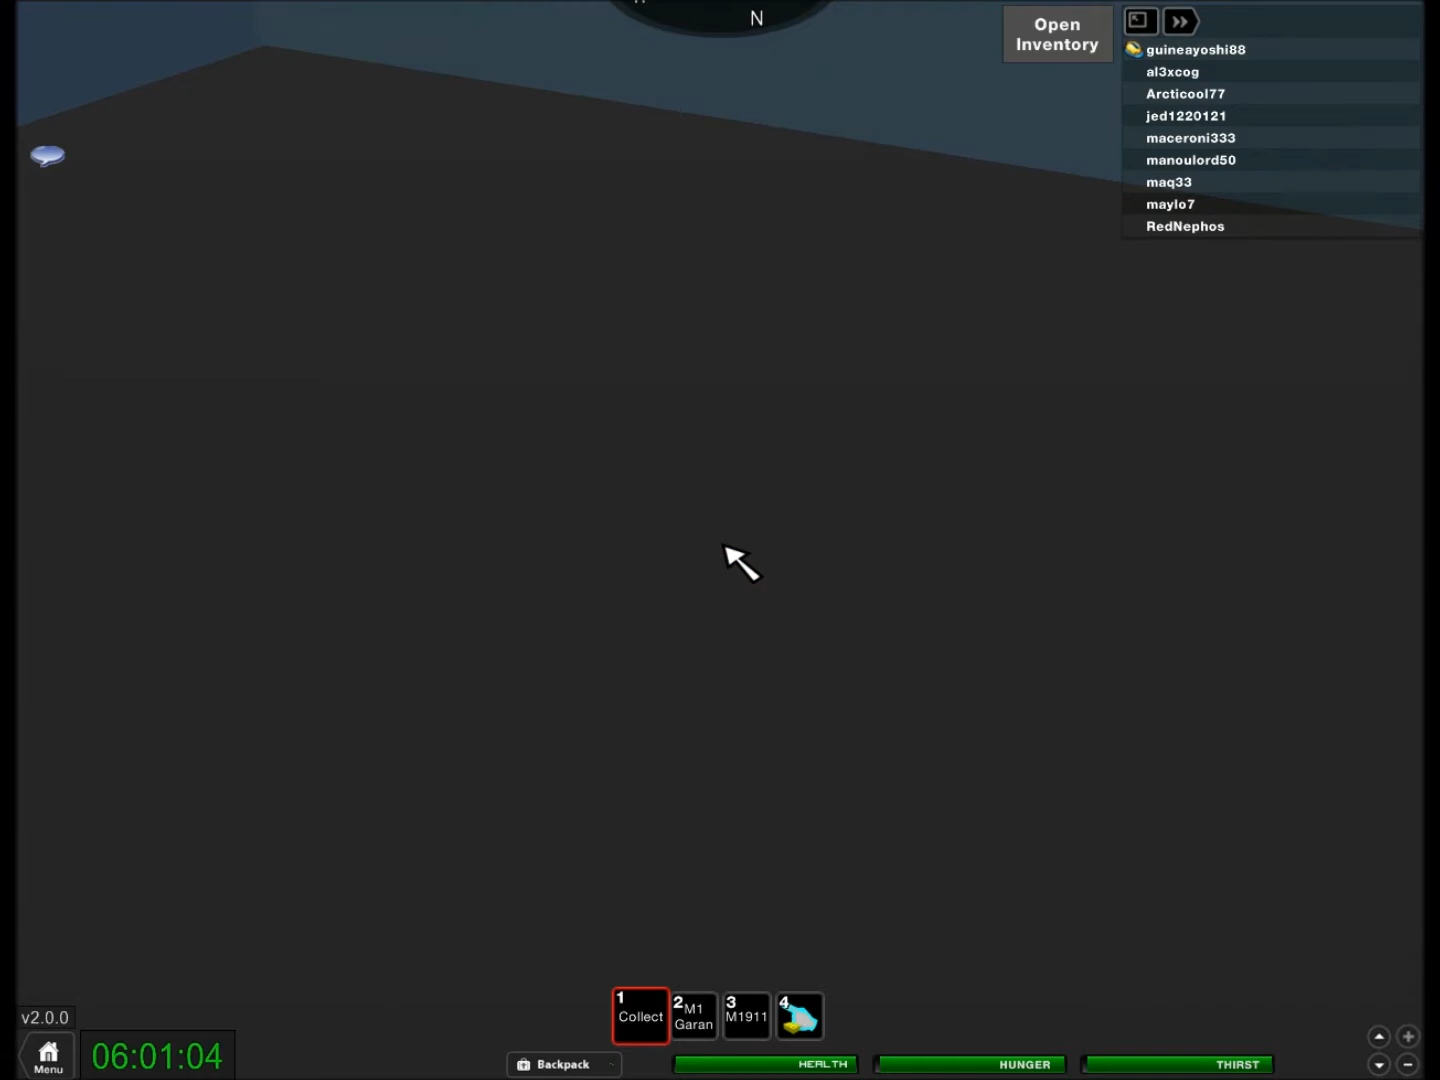 N
Open
Inventory
guineayoshi88
al3xcog
Arcticool77
jed1220121
maceroni333
manoulord50
maq33
maylo7
RedNephos
v2.0.0
Menu
06:01:04
1
Collect
2
M1
Garan
3
M1911
4
Backpack
HEALTH
HUNGER
THIRST